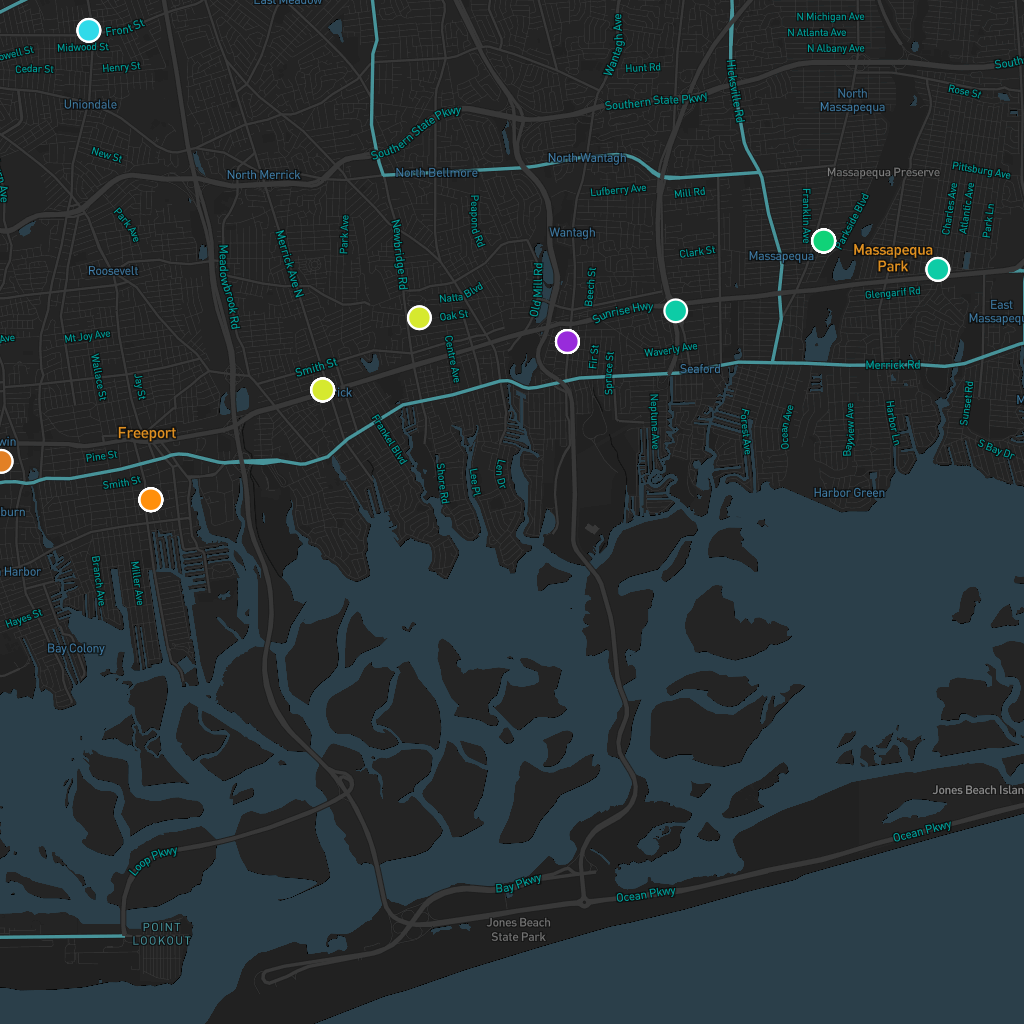 East Meadow
N Michigan Ave
Front St
N Atlanta Ave
Midwood St
N Albany Ave
Wantagh Ave
Cedar St
Henry St
Hunt Rd
South
Hicksville Rd
Rose St
Uniondale
Southern State Pkwy
North
Massapequa
Southern State Pkwy
New St
North Wantagh
North Merrick
North Bellmore
Massapequa Preserve
Pittsburg Ave
Lufberry Ave
Mill Rd
Charles Ave
Atlantic Ave
Park Ln
Franklin Ave
Parkside Blvd
Park Ave
Park Ave
Newbridge Rd
Peapond Rd
Wantagh
Meadowbrook Rd
Merrick Ave N
Clark St
Massapequa
Massapequa
Park
Roosevelt
Old Mill Rd
Beech St
Natta Blvd
Glengarif Rd
Oak St
Sunrise Hwy
East
Massapequa
Mt Joy Ave
Ave
Centre Ave
Fir St
Spruce St
Waverly Ave
Smith St
Seaford
Merrick Rd
Wallace St
Jay St
rick
Neptune Ave
Forest Ave
Ocean Ave
Bayview Ave
Harbor Ln
Sunset Rd
Freeport
Frankel Blvd
win
Pine St
S Bay Dr
Smith St
Shore Rd
Lee Pl
Len Dr
Harbor Green
burn
Harbor
Branch Ave
Miller Ave
Hayes St
Bay Colony
Jones Beach Islan
Ocean Pkwy
Loop Pkwy
Bay Pkwy
Ocean Pkwy
POINT
LOOKOUT
Jones Beach
State Park